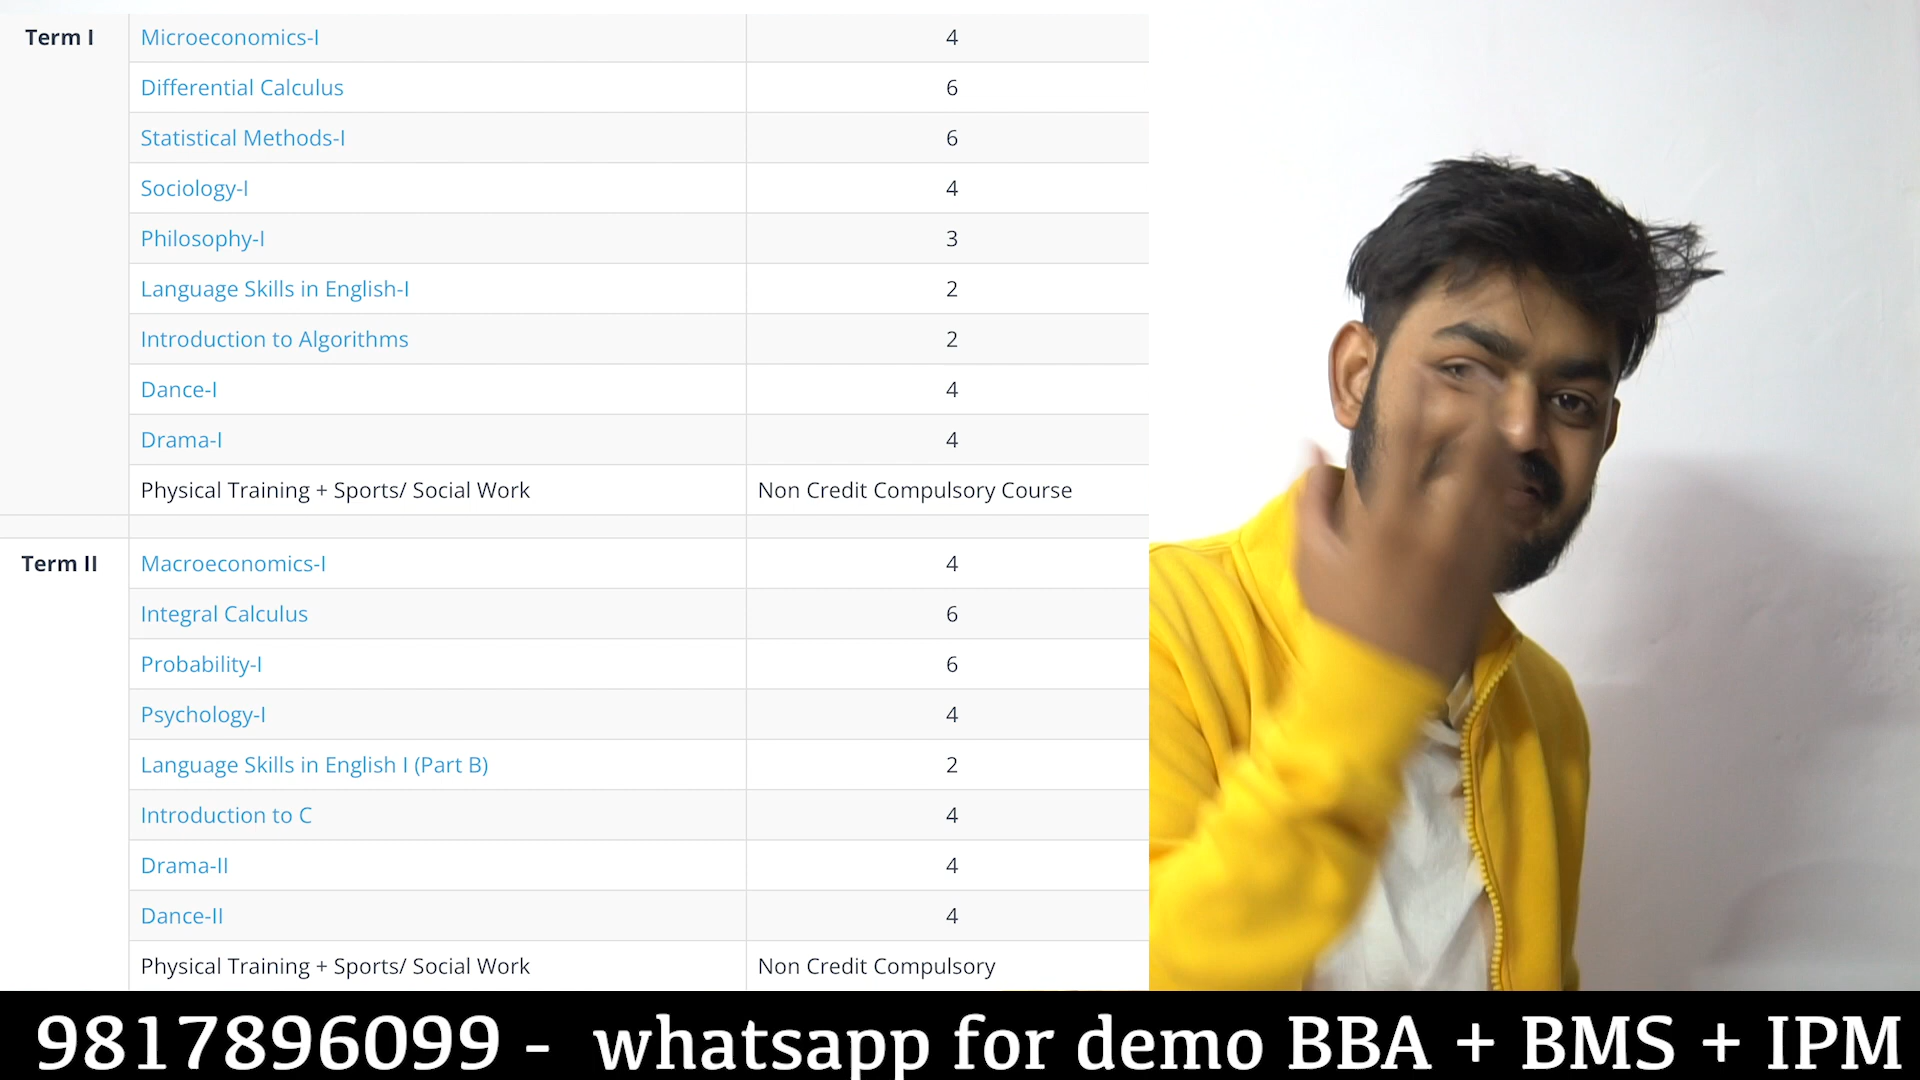 Term I
Microeconomics-I 4
Differential Calculus 6
Statistical Methods-I 6
Sociology-I 4
Philosophy-I 3
Language Skills in English-I 2
Introduction to Algorithms 2
Dance-I 4
Drama-I 4
Physical Training + Sports/ Social Work Non Credit Compulsory Course
Term II
Macroeconomics-I 4
Integral Calculus 6
Probability-I 6
Psychology-I 4
Language Skills in English I (Part B) 2
Introduction to C 4
Drama-II 4
Dance-II 4
Physical Training + Sports/ Social Work Non Credit Compulsory
9817896099 - whatsapp for demo BBA + BMS + IPM